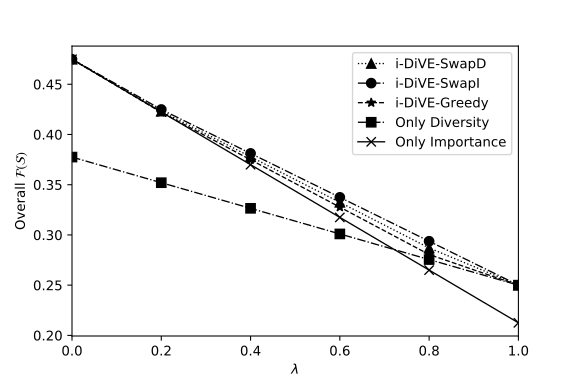 i-DiVE-SwapD
i-DiVE-SwapI
i-DiVE-Greedy
Only Diversity
Only Importance
0.45
0.40
0.35
0.30
0.25
0.20
Overall F(S)
0.0 0.2 0.4 0.6 0.8 1.0
λ